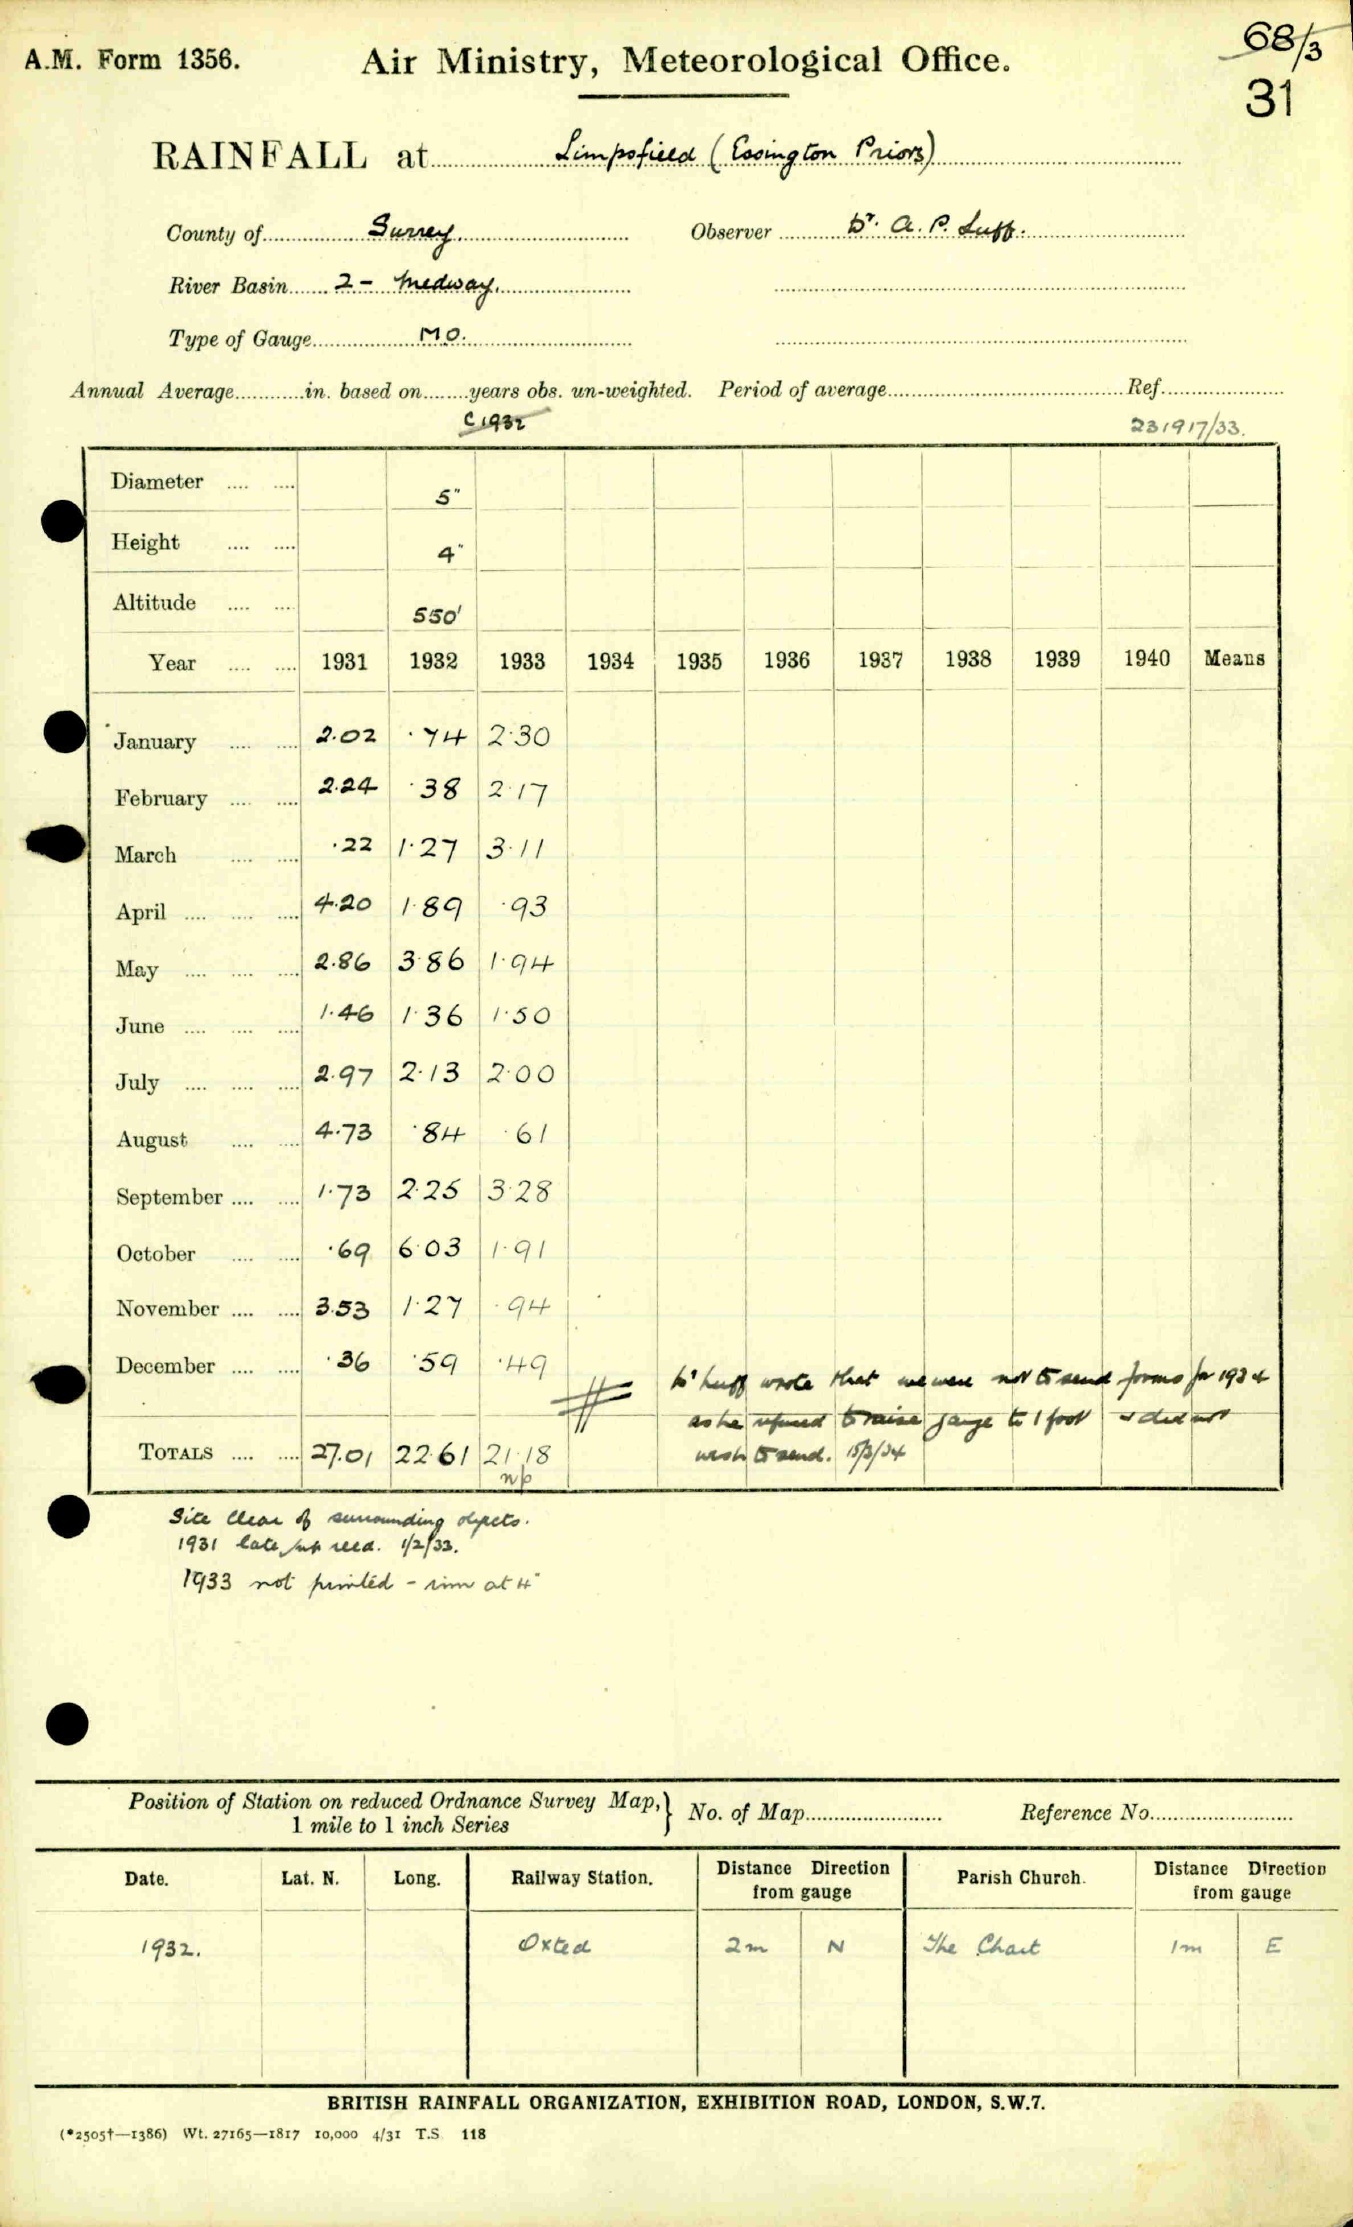 68/3
A.M. Form 1356. Air Ministry, Meteorological Office.
31
RAINFALL at Limpsfield (Essington Priors)
County of Surrey. Observer Dr. A. P. Luff.
River Basin 2 - Medway.
Type of Gauge M.O.
Annual Average in. based on years obs. un-weighted. Period of average Ref.
C 1932 231917/33.
Diameter 5"
Height 4"
Altitude 550'
Year 1931 1932 1933 1934 1935 1936 1937 1938 1939 1940 Means
January 2.02 .74 2.30
February 2.24 .38 2.17
March .22 1.27 3.11
April 4.20 1.89 .93
May 2.86 3.86 1.94
June 1.46 1.36 1.50
July 2.97 2.13 2.00
August 4.73 .84 .61
September 1.73 2.25 3.28
October .69 6.03 1.91
November 3.53 1.27 .94
December .36 .59 .49
Dr Luff wrote that we were not to send forms for 1934
as he refused to raise gauge to 1 foot & did not
wish to send. 15/3/34
TOTALS 27.01 22.61 21.18
np
Site clear of surrounding objects.
1931 late, recd. 1/2/33.
1933 not printed - rim at 4"
Position of Station on reduced Ordnance Survey Map, } No. of Map Reference No.
1 mile to 1 inch Series
Date. Lat. N. Long. Railway Station. Distance Direction from gauge Parish Church. Distance Direction from gauge
1932. Oxted 2m N The Chart 1m E
BRITISH RAINFALL ORGANIZATION, EXHIBITION ROAD, LONDON, S.W.7.
(*2505†—1386) Wt. 27165—1817 10,000 4/31 T.S. 118